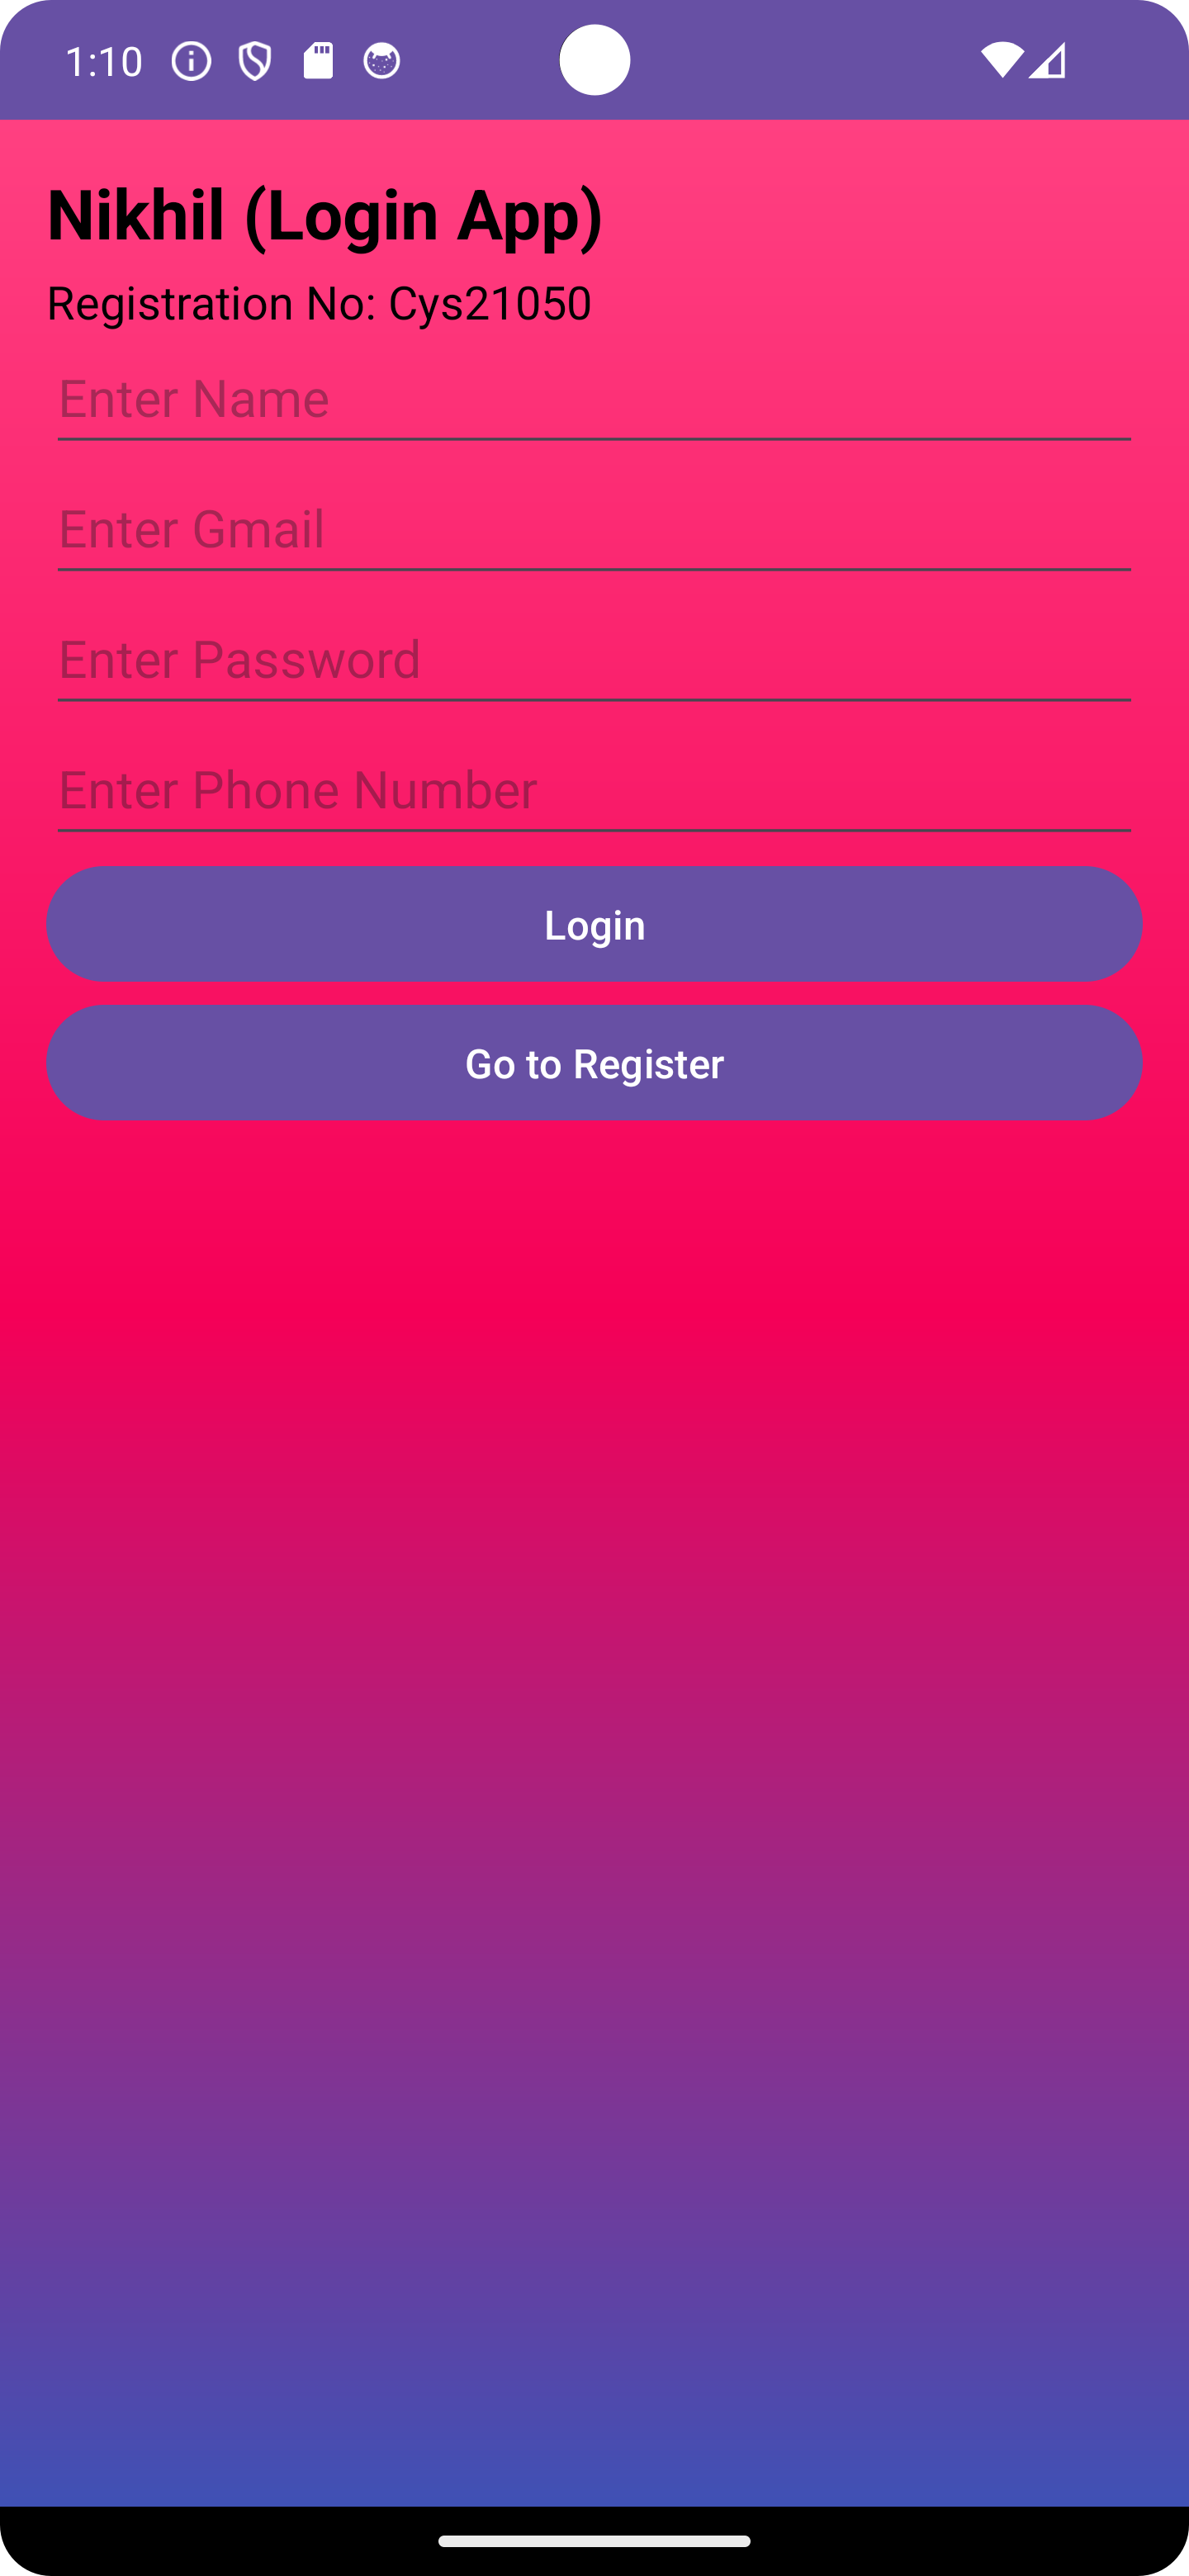 1:10
Nikhil (Login App)
Registration No: Cys21050
Enter Name
Enter Gmail
Enter Password
Enter Phone Number
Login
Go to Register